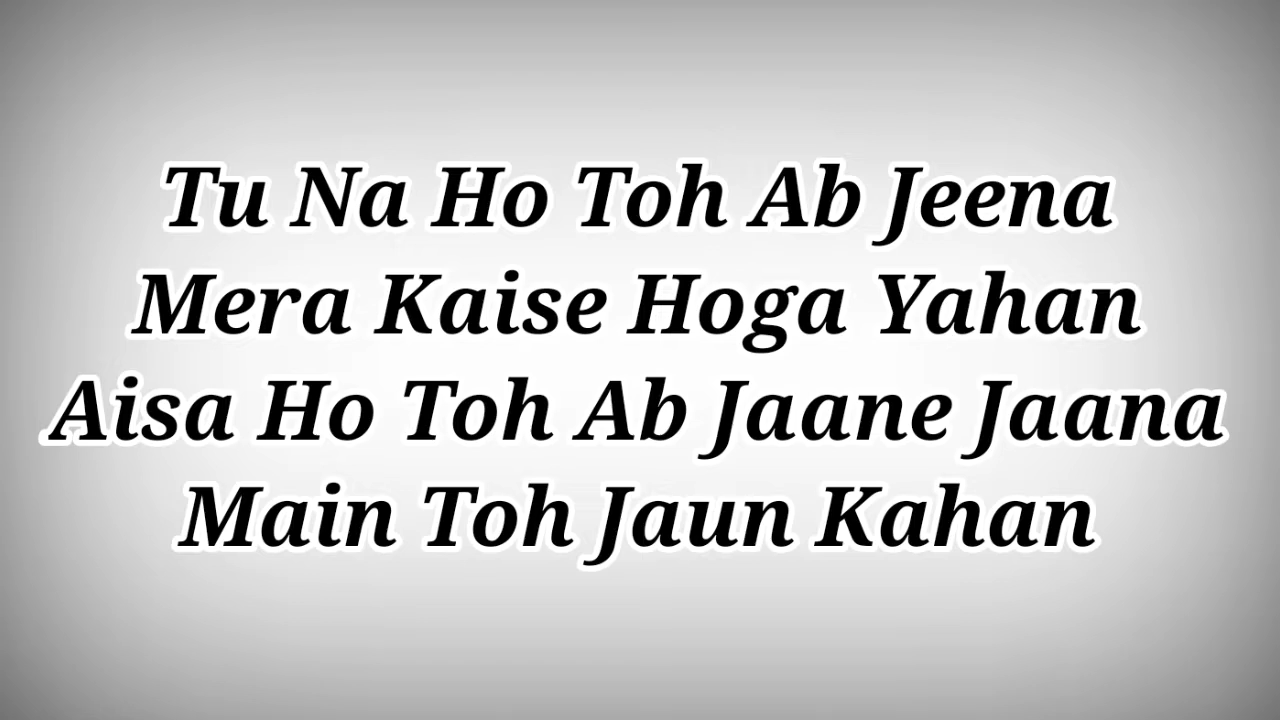 Tu Na Ho Toh Ab Jeena
Mera Kaise Hoga Yahan
Aisa Ho Toh Ab Jaane Jaana
Main Toh Jaun Kahan